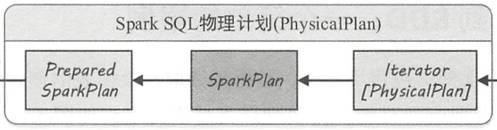 Spark SQL物理计划(PhysicalPlan)
Prepared
SparkPlan
SparkPlan
Iterator
[PhysicalPlan]